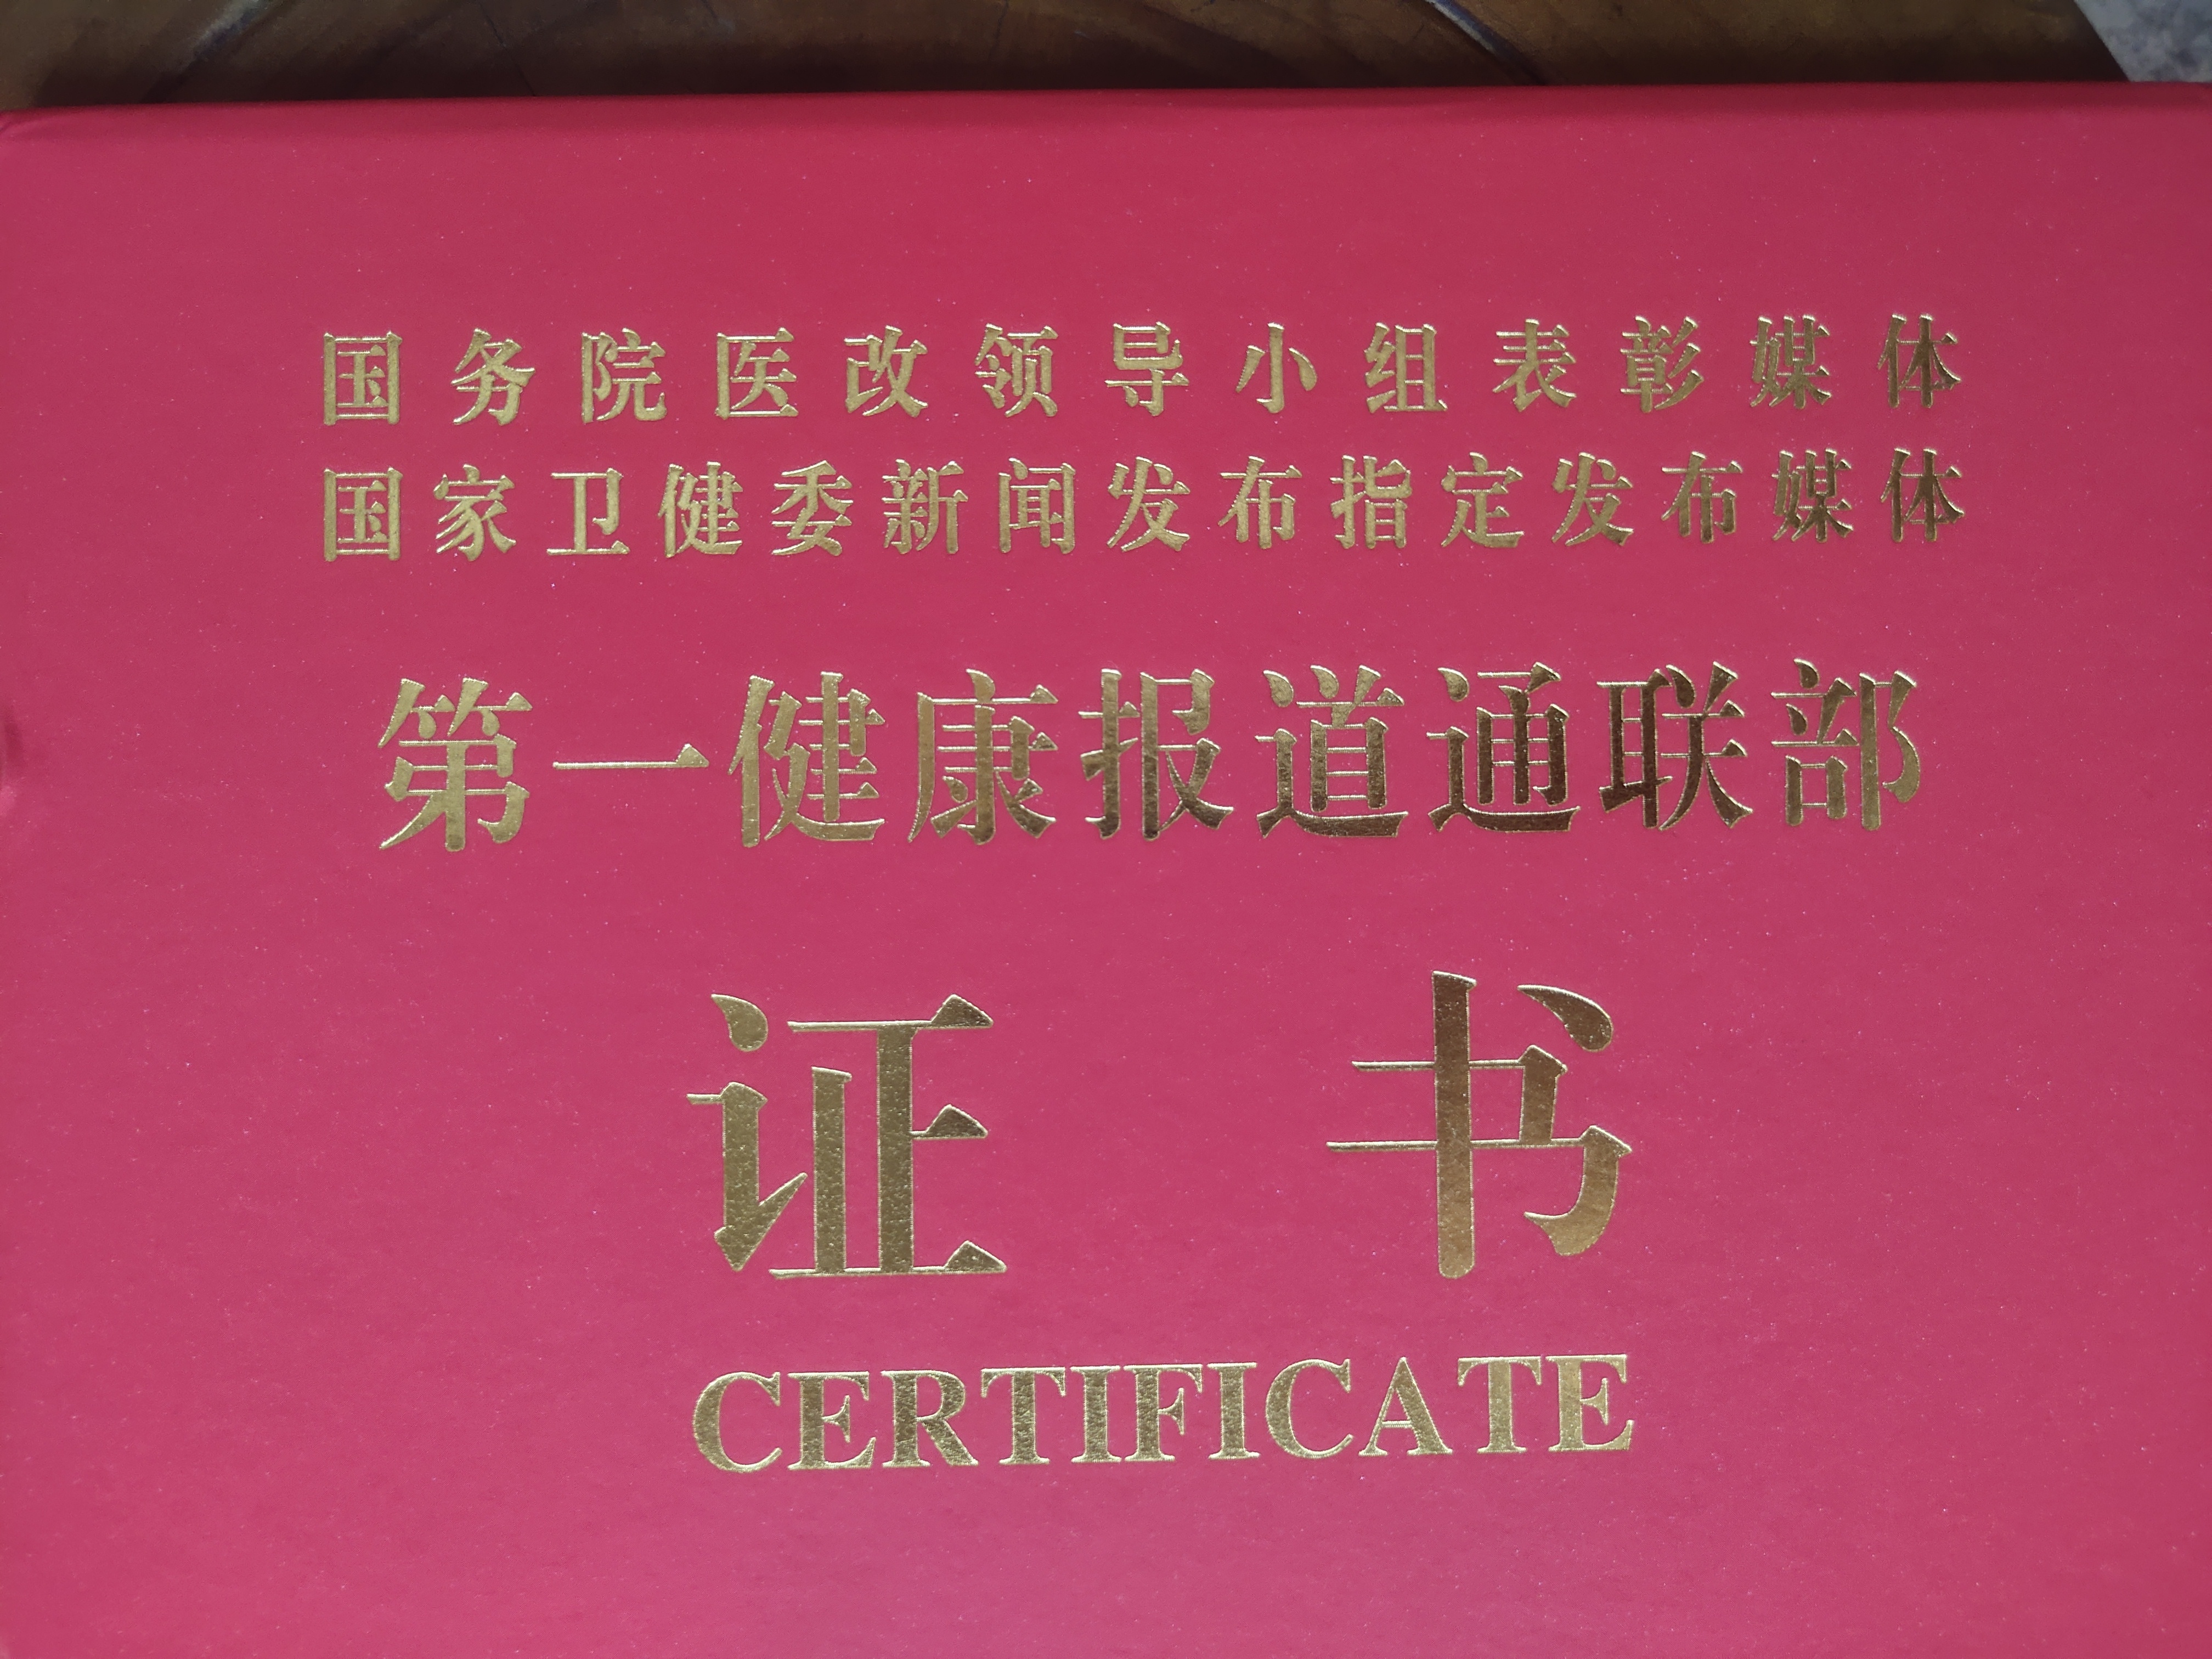 国务院医改领导小组表彰媒体
国家卫健委新闻发布指定发布媒体
第一健康报道通联部
证书
CERTIFICATE